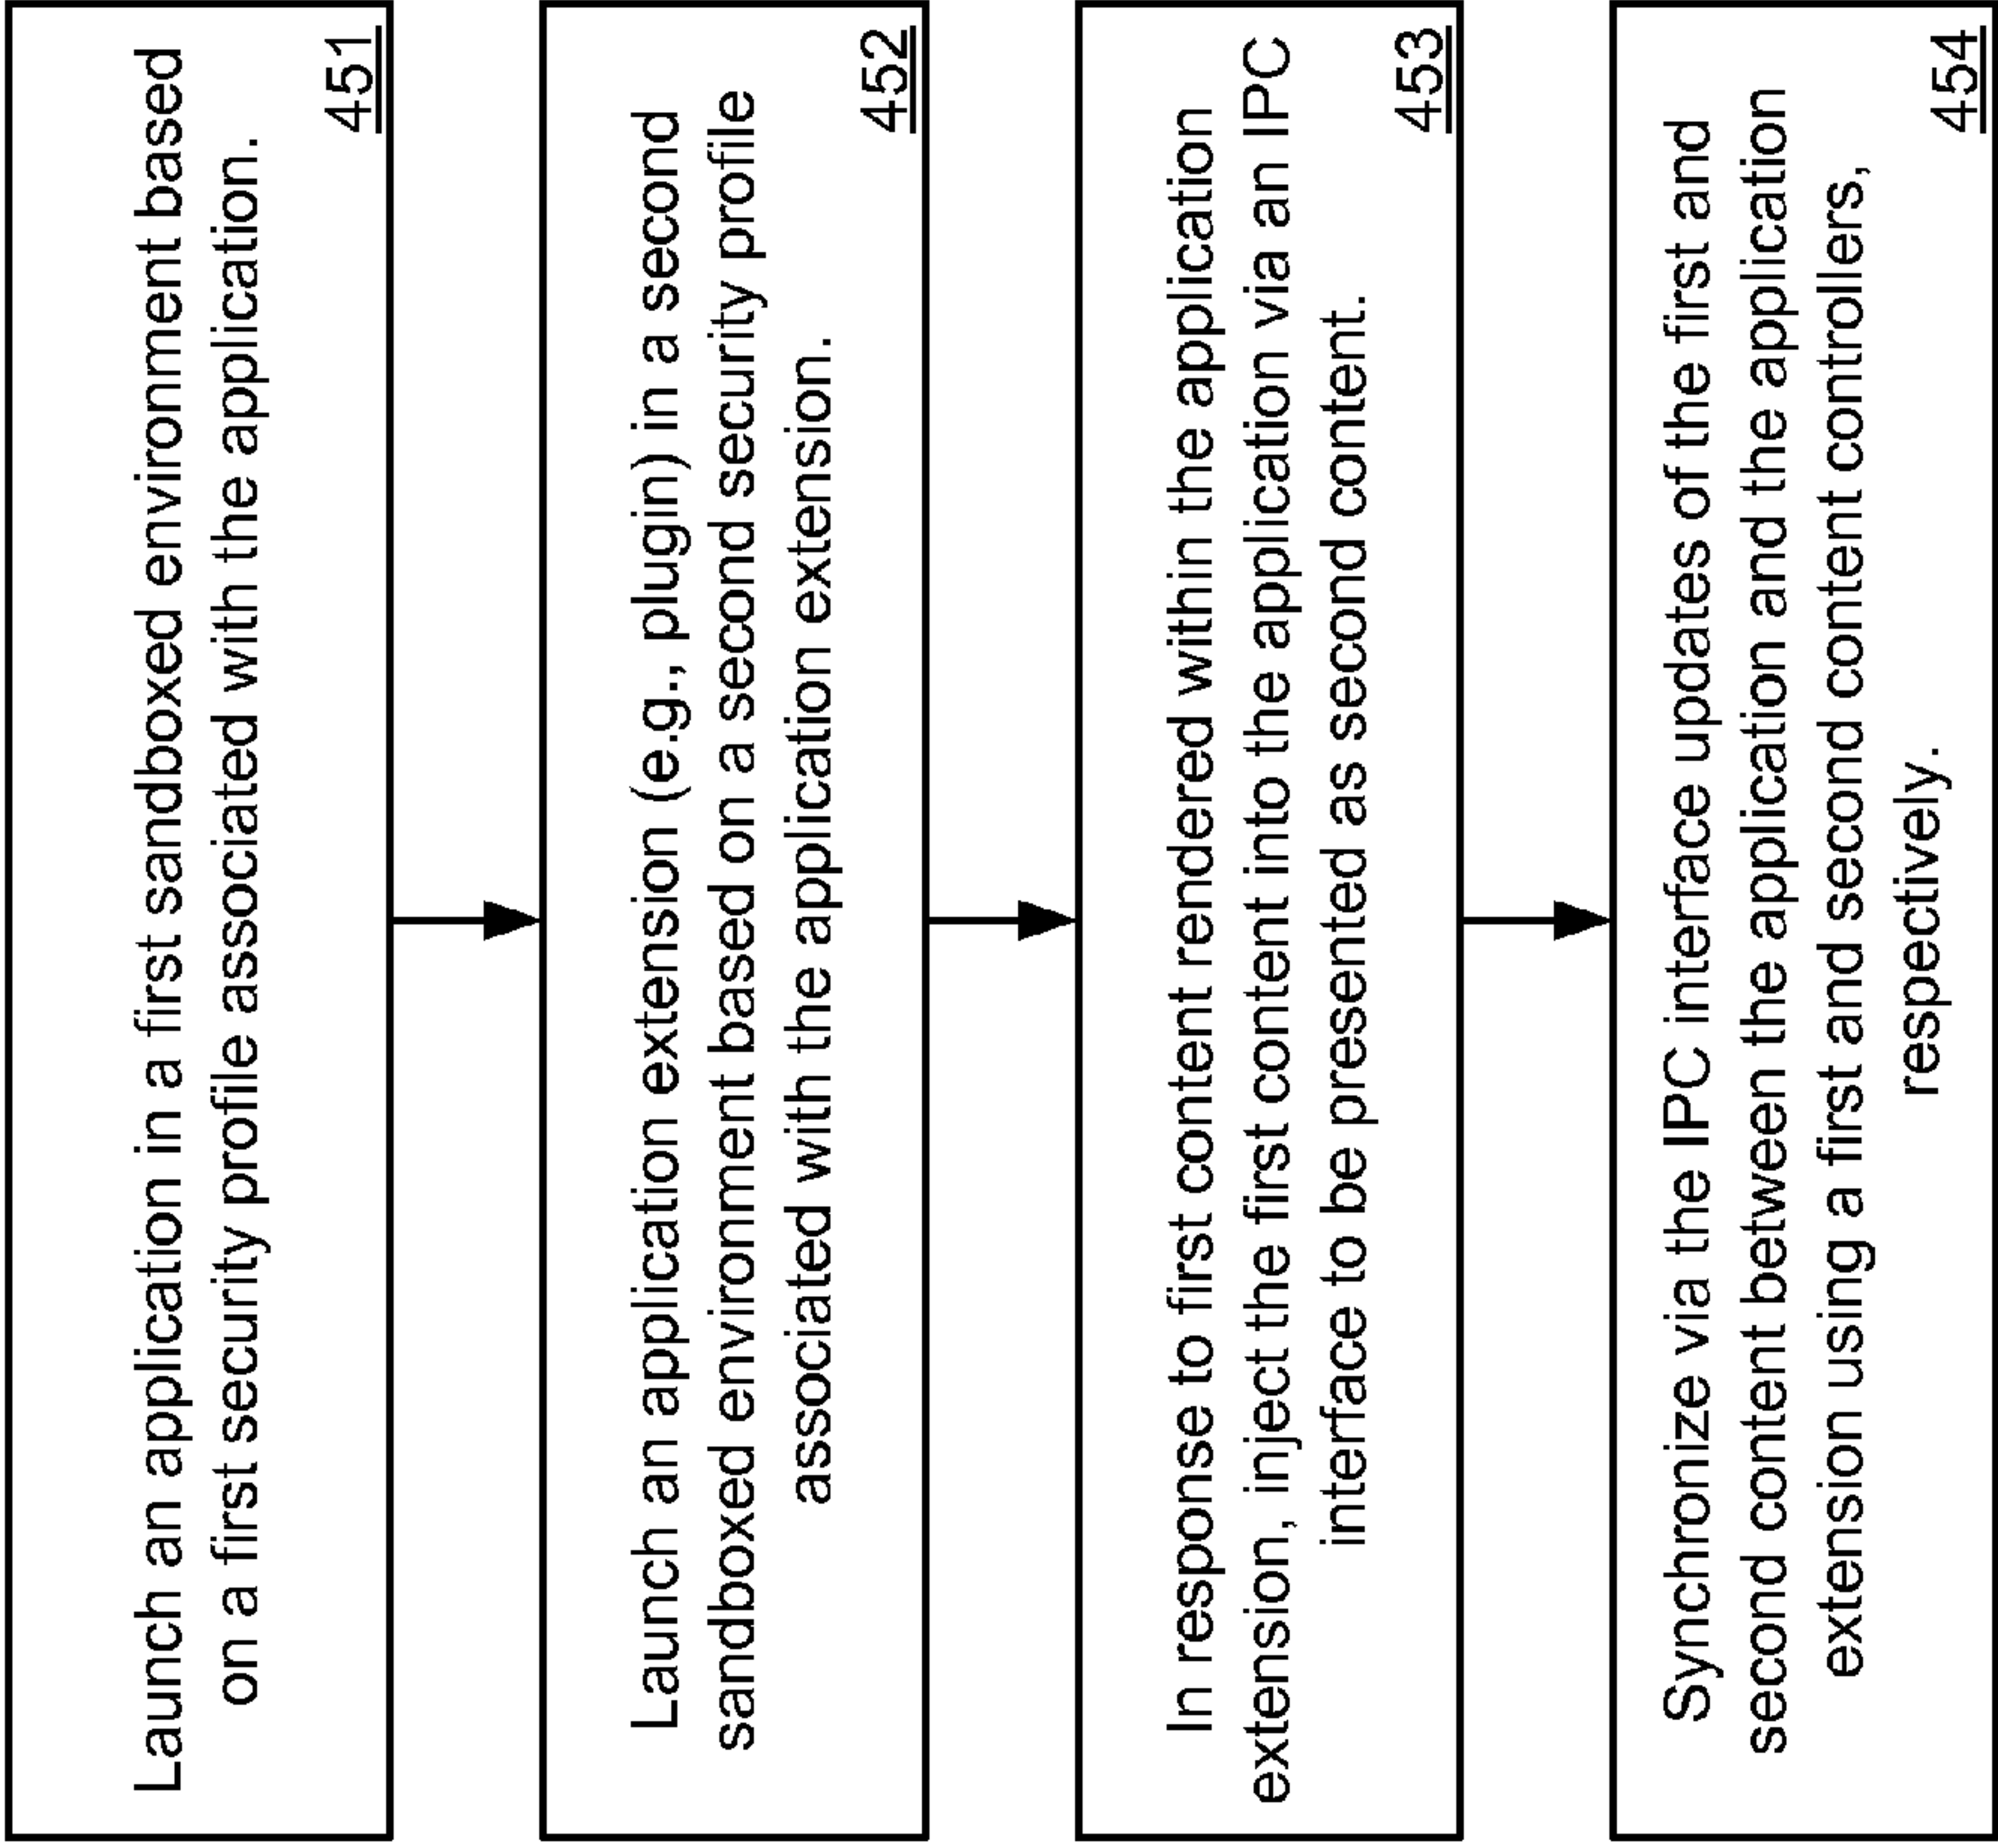 Launch an application in a first sandboxed environment based
on a first security profile associated with the application.
451
Launch an application extension (e.g., plugin) in a second
sandboxed environment based on a second security profile
associated with the application extension.
452
In response to first content rendered within the application
extension, inject the first content into the application via an IPC
interface to be presented as second content.
453
Synchronize via the IPC interface updates of the first and
second content between the application and the application
extension using a first and second content controllers,
respectively.
454